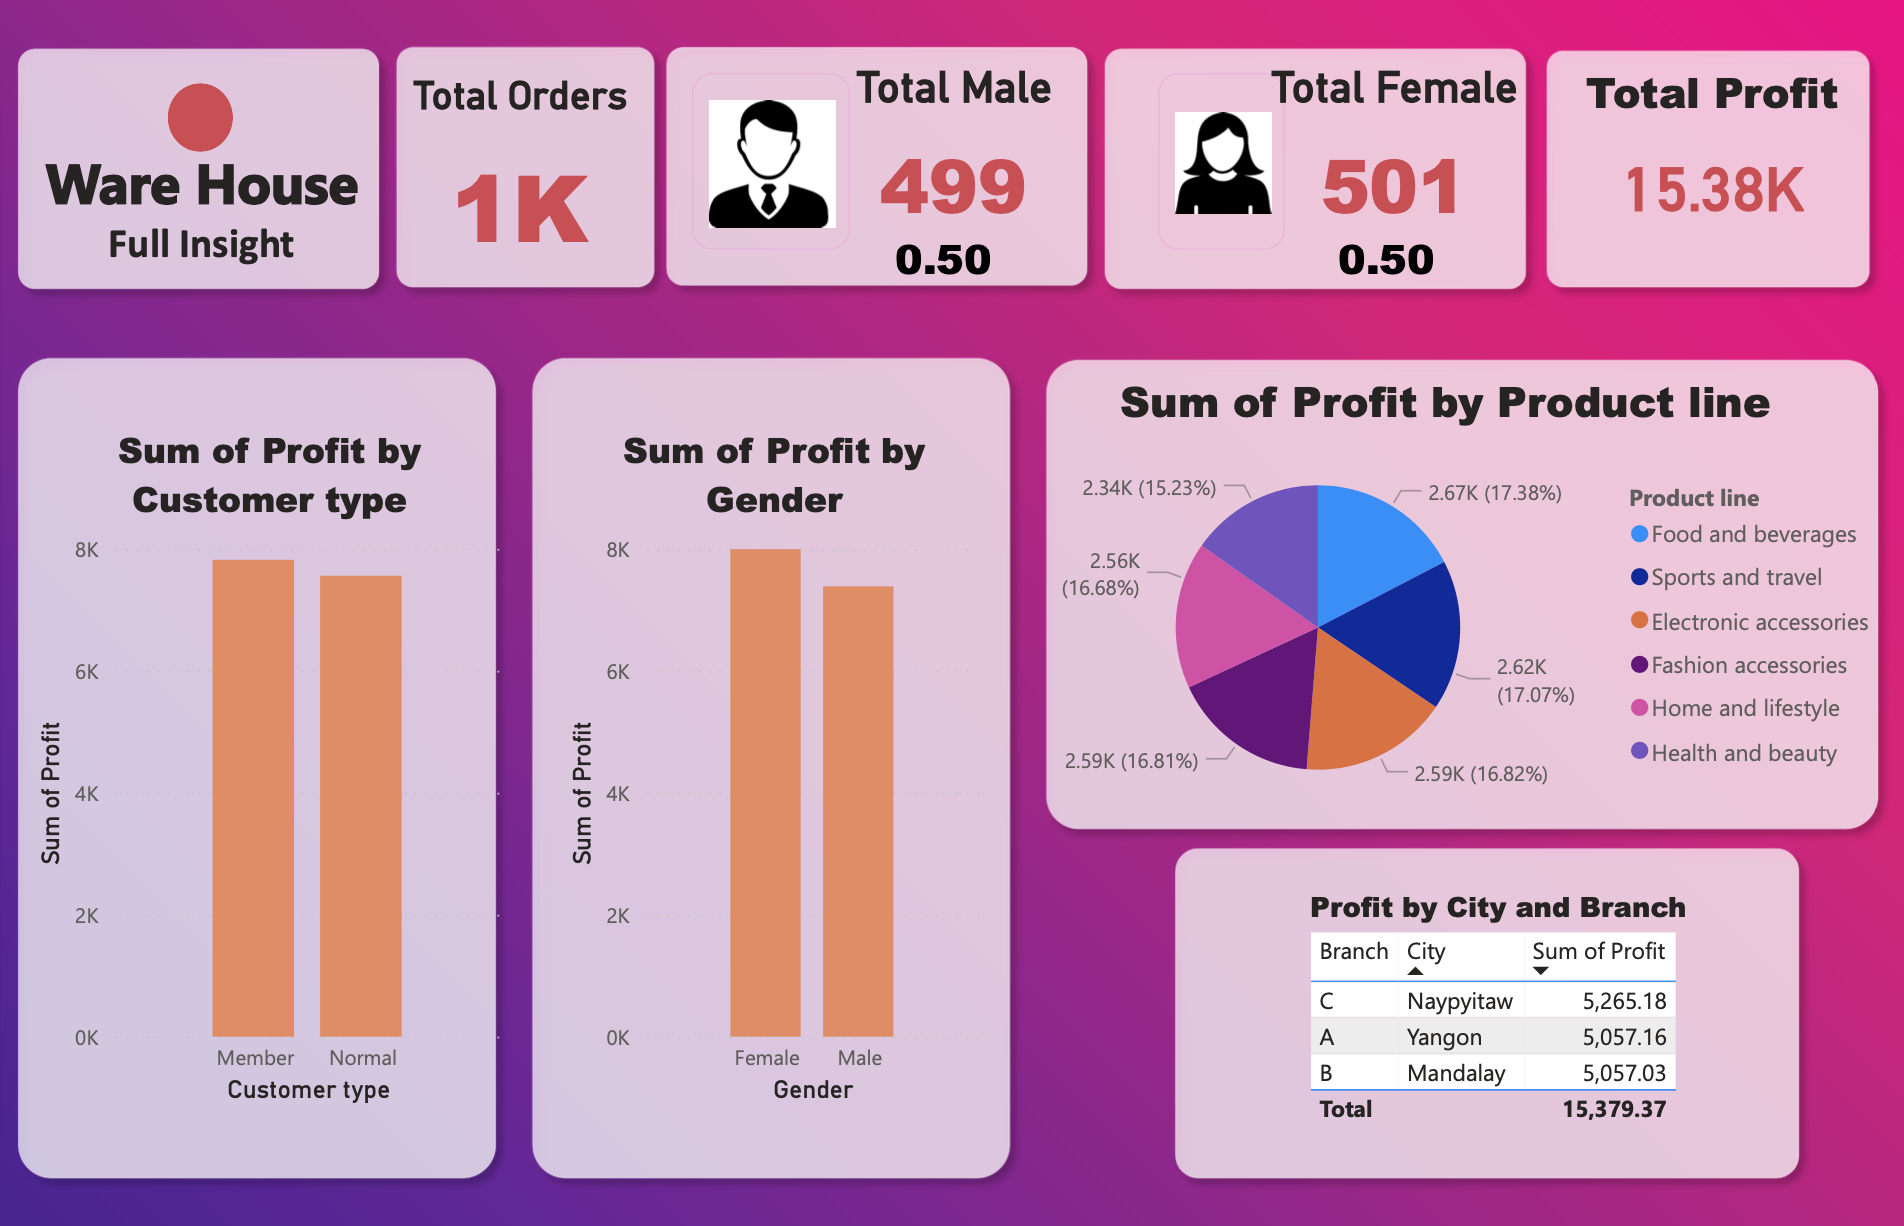 Ware House
Full Insight
Total Orders
1K
Total Male
499
0.50
Total Female
501
0.50
Total Profit
15.38K
Sum of Profit by
Customer type
8K
6K
4K
2K
0K
Sum of Profit
Member Normal
Customer type
Sum of Profit by
Gender
8K
6K
4K
2K
0K
Sum of Profit
Female Male
Gender
Sum of Profit by Product line
2.34K (15.23%)
2.67K (17.38%)
2.56K
(16.68%)
2.62K
(17.07%)
2.59K (16.81%)
2.59K (16.82%)
Product line
Food and beverages
Sports and travel
Electronic accessories
Fashion accessories
Home and lifestyle
Health and beauty
Profit by City and Branch
Branch City Sum of Profit
C Naypyitaw 5,265.18
A Yangon 5,057.16
B Mandalay 5,057.03
Total 15,379.37